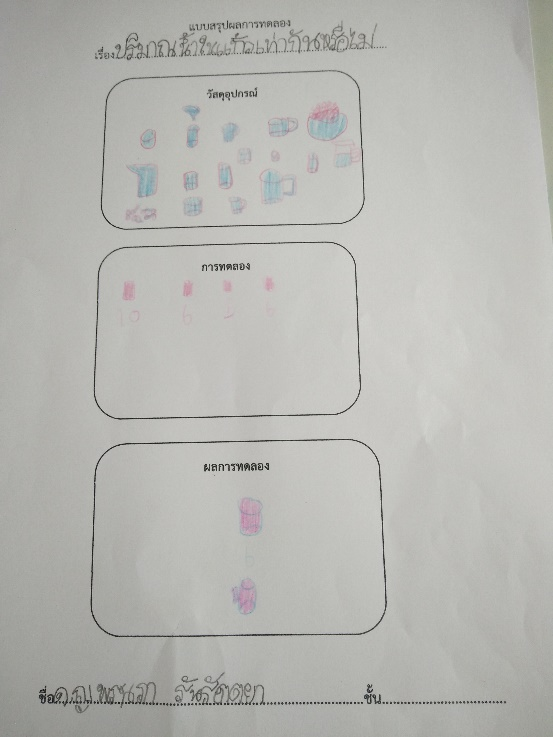 แบบสรุปผลการทดลอง
เรื่องปริมาณน้ำในแก้วเท่ากันหรือไม่
วัสดุอุปกรณ์
การทดลอง
10 6 1 6
ผลการทดลอง
ชื่อ ด.ญ. ชั้น